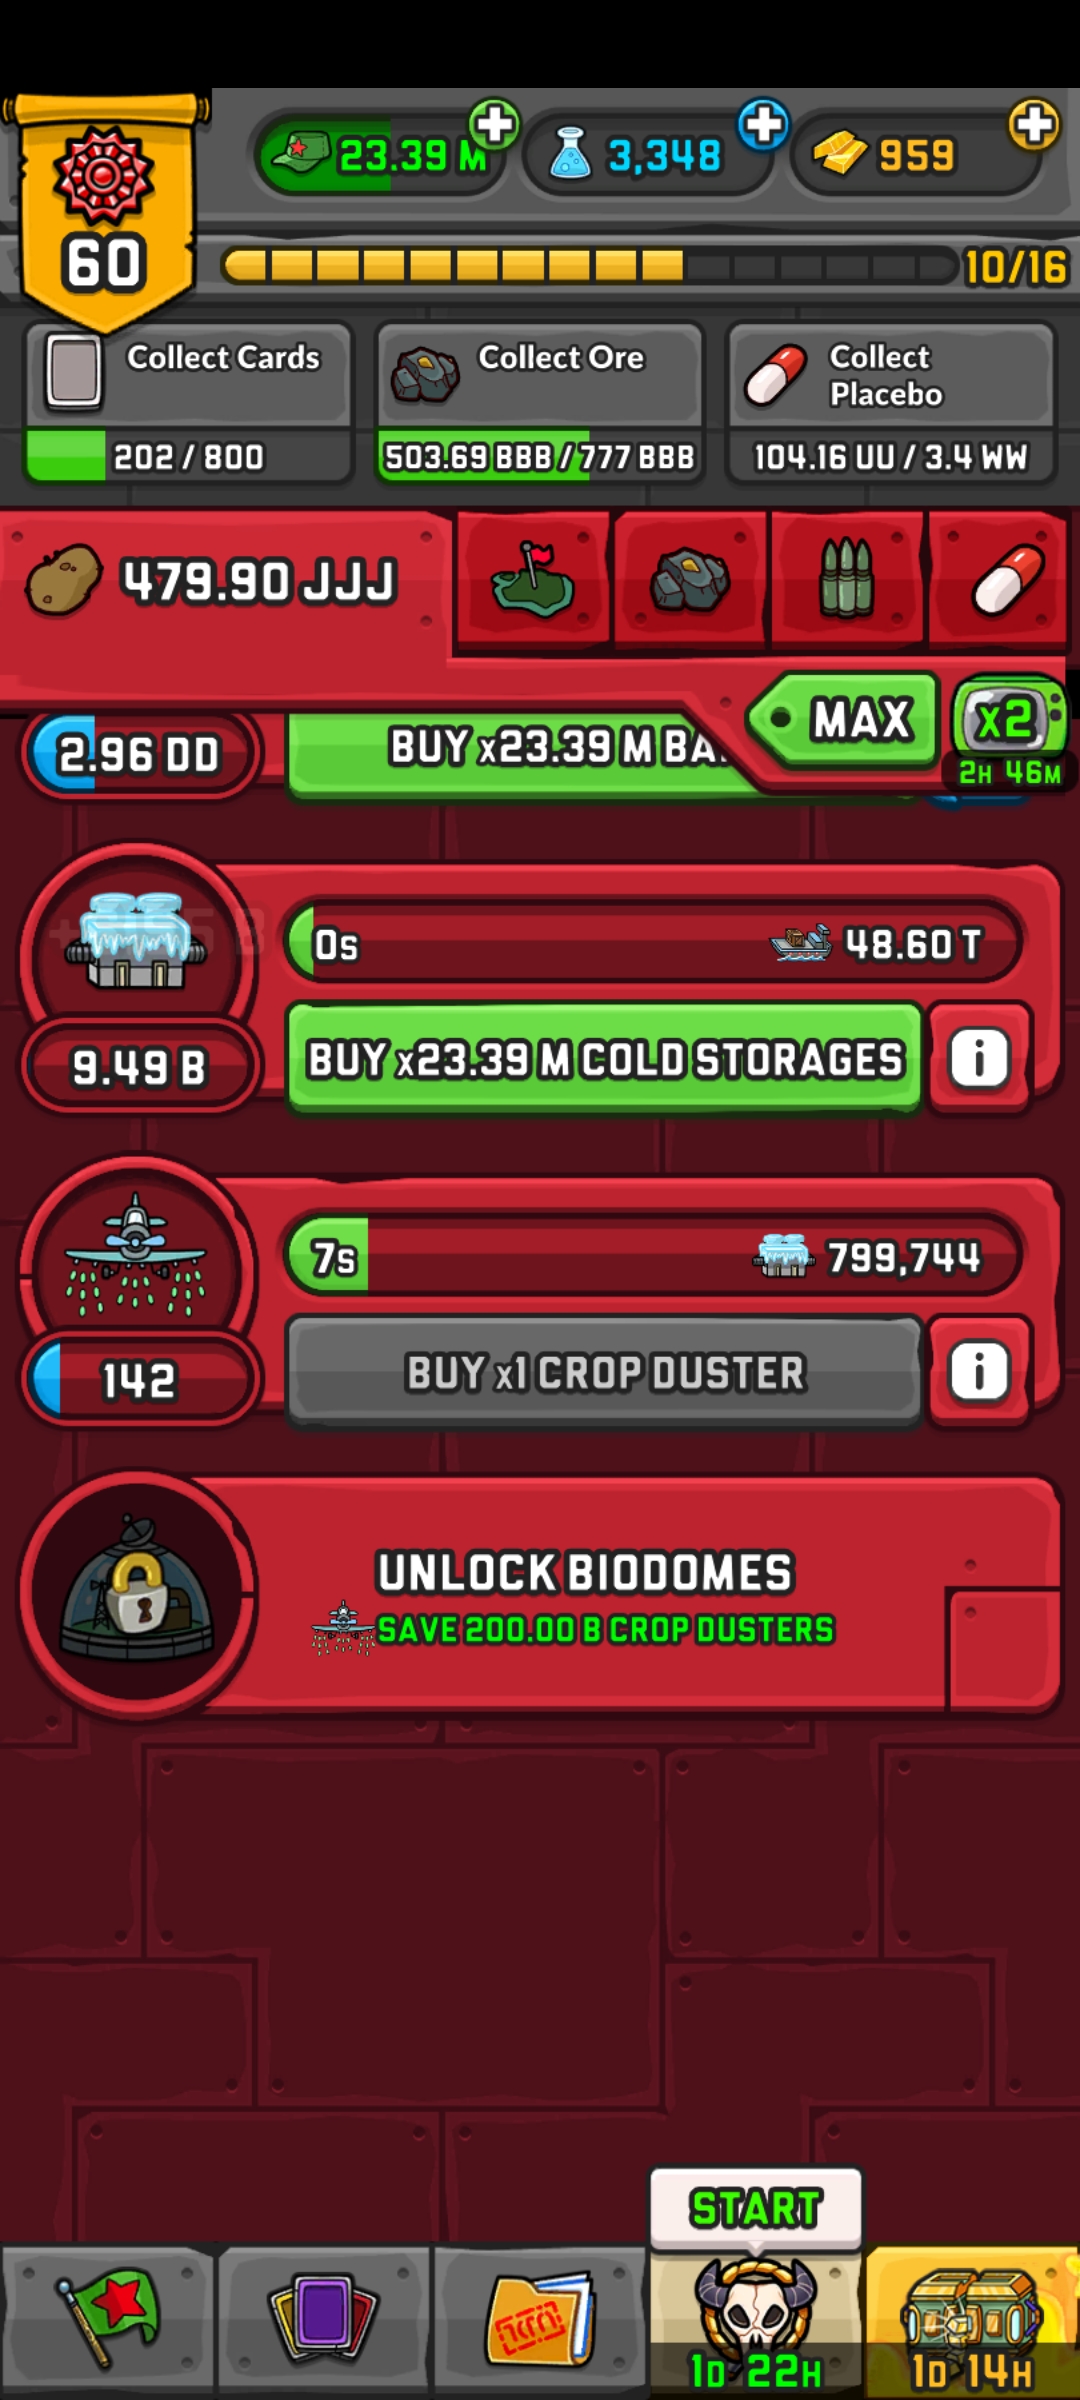 23.39 M
3,348
959
60
10/16
Collect Cards
202 / 800
Collect Ore
503.69 BBB / 777 BBB
Collect
Placebo
104.16 UU / 3.4 WW
479.90 JJJ
MAX
x2
2H 46M
2.96 DD
BUY x23.39 M BA
0s
48.60 T
9.49 B
BUY x23.39 M COLD STORAGES
i
7s
799,744
142
BUY x1 CROP DUSTER
i
UNLOCK BIODOMES
SAVE 200.00 B CROP DUSTERS
START
1D 22H
1D 14H